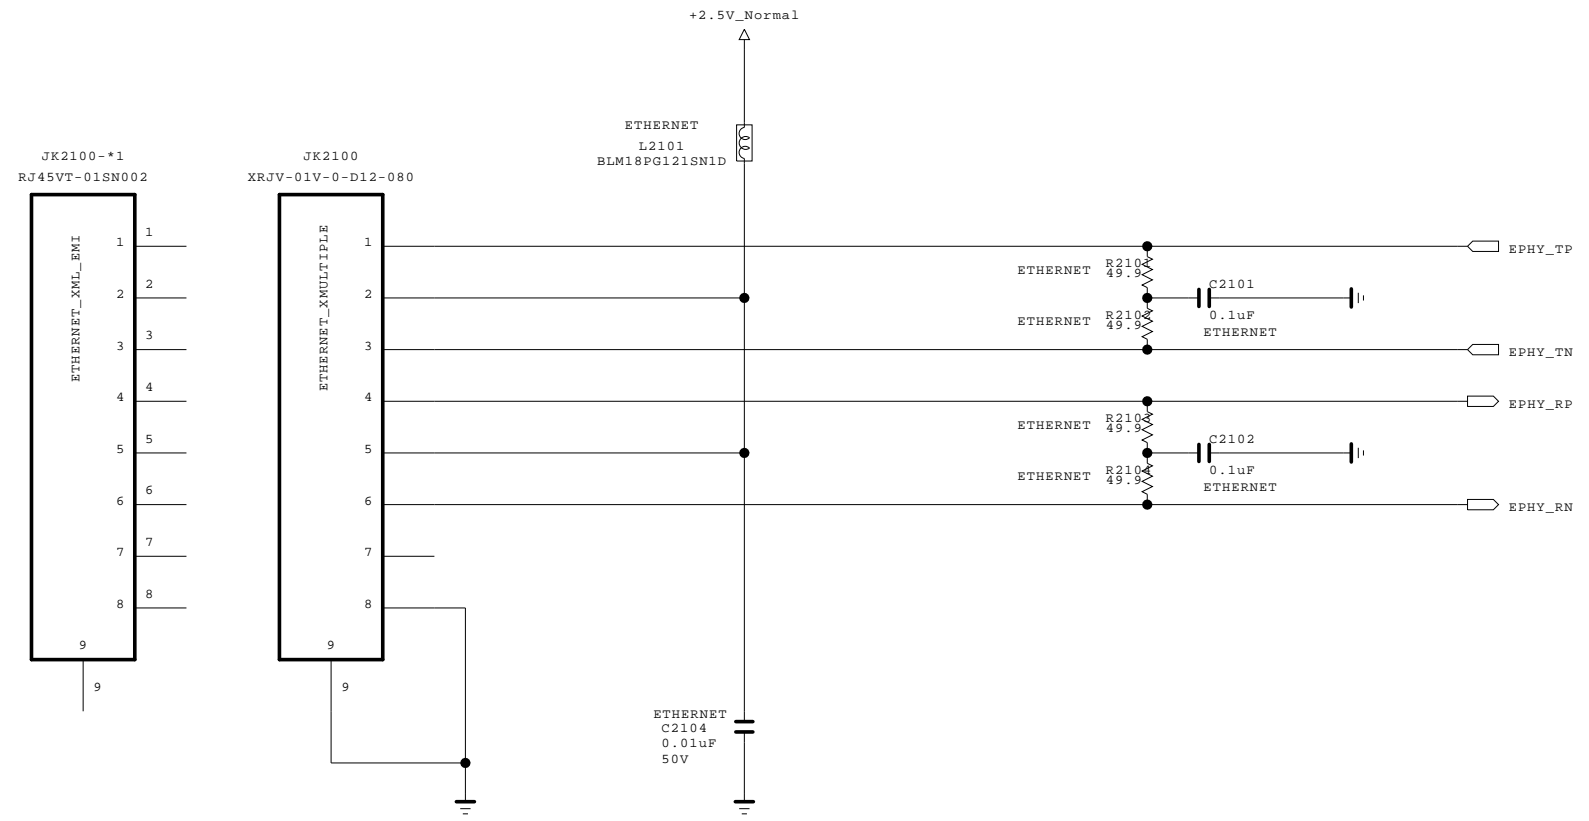 +2.5V_Normal
ETHERNET
L2101
BLM18PG121SN1D
JK2100-*1
RJ45VT-01SN002
JK2100
XRJV-01V-0-D12-080
ETHERNET_XML_EMI
1
2
3
4
5
6
7
8
9
1
2
3
4
5
6
7
8
9
ETHERNET_XMULTIPLE
1
2
3
4
5
6
7
8
9
9
ETHERNET
R2101
49.9
C2101
0.1uF
ETHERNET
ETHERNET
R2102
49.9
ETHERNET
R2103
49.9
C2102
0.1uF
ETHERNET
ETHERNET
R2104
49.9
EPHY_TP
EPHY_TN
EPHY_RP
EPHY_RN
ETHERNET
C2104
0.01uF
50V